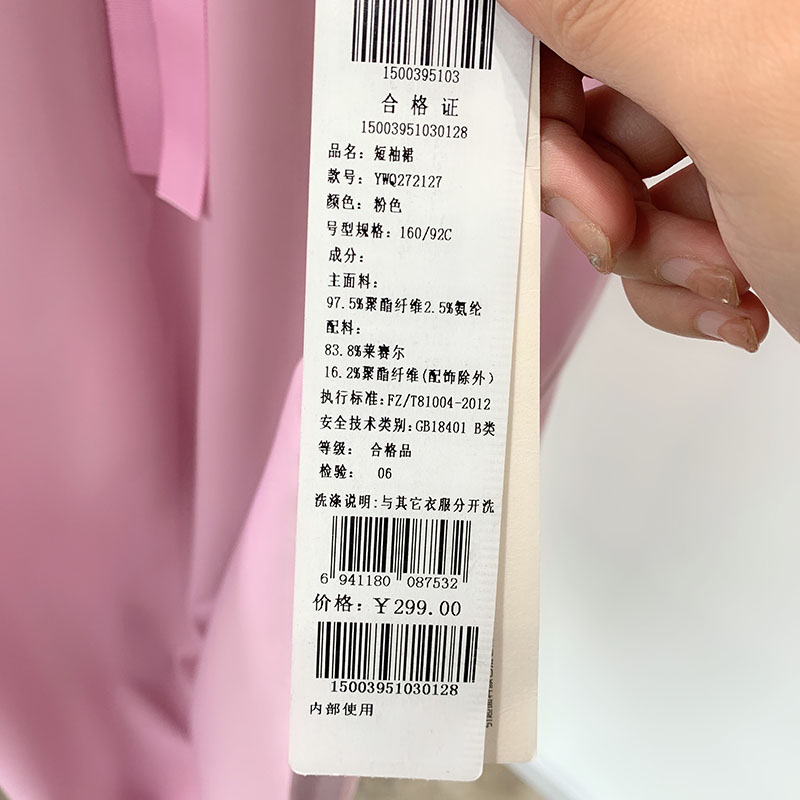 1500395103
合格证
15003951030128
品名：短袖裙
款号：YWQ272127
颜色：粉色
号型规格：160/92C
成分：
主面料：
97.5%聚酯纤维2.5%氨纶
配料：
83.8%莱赛尔
16.2%聚酯纤维(配饰除外)
执行标准:FZ/T81004-2012
安全技术类别:GB18401 B类
等级： 合格品
检验： 06
洗涤说明:与其它衣服分开洗
6 941180 087532
价格：￥299.00
15003951030128
内部使用